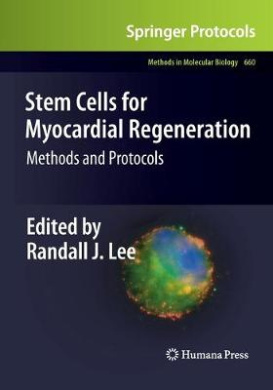 Springer Protocols
Methods in Molecular Biology 660
Stem Cells for
Myocardial Regeneration
Methods and Protocols
Edited by
Randall J. Lee
Humana Press